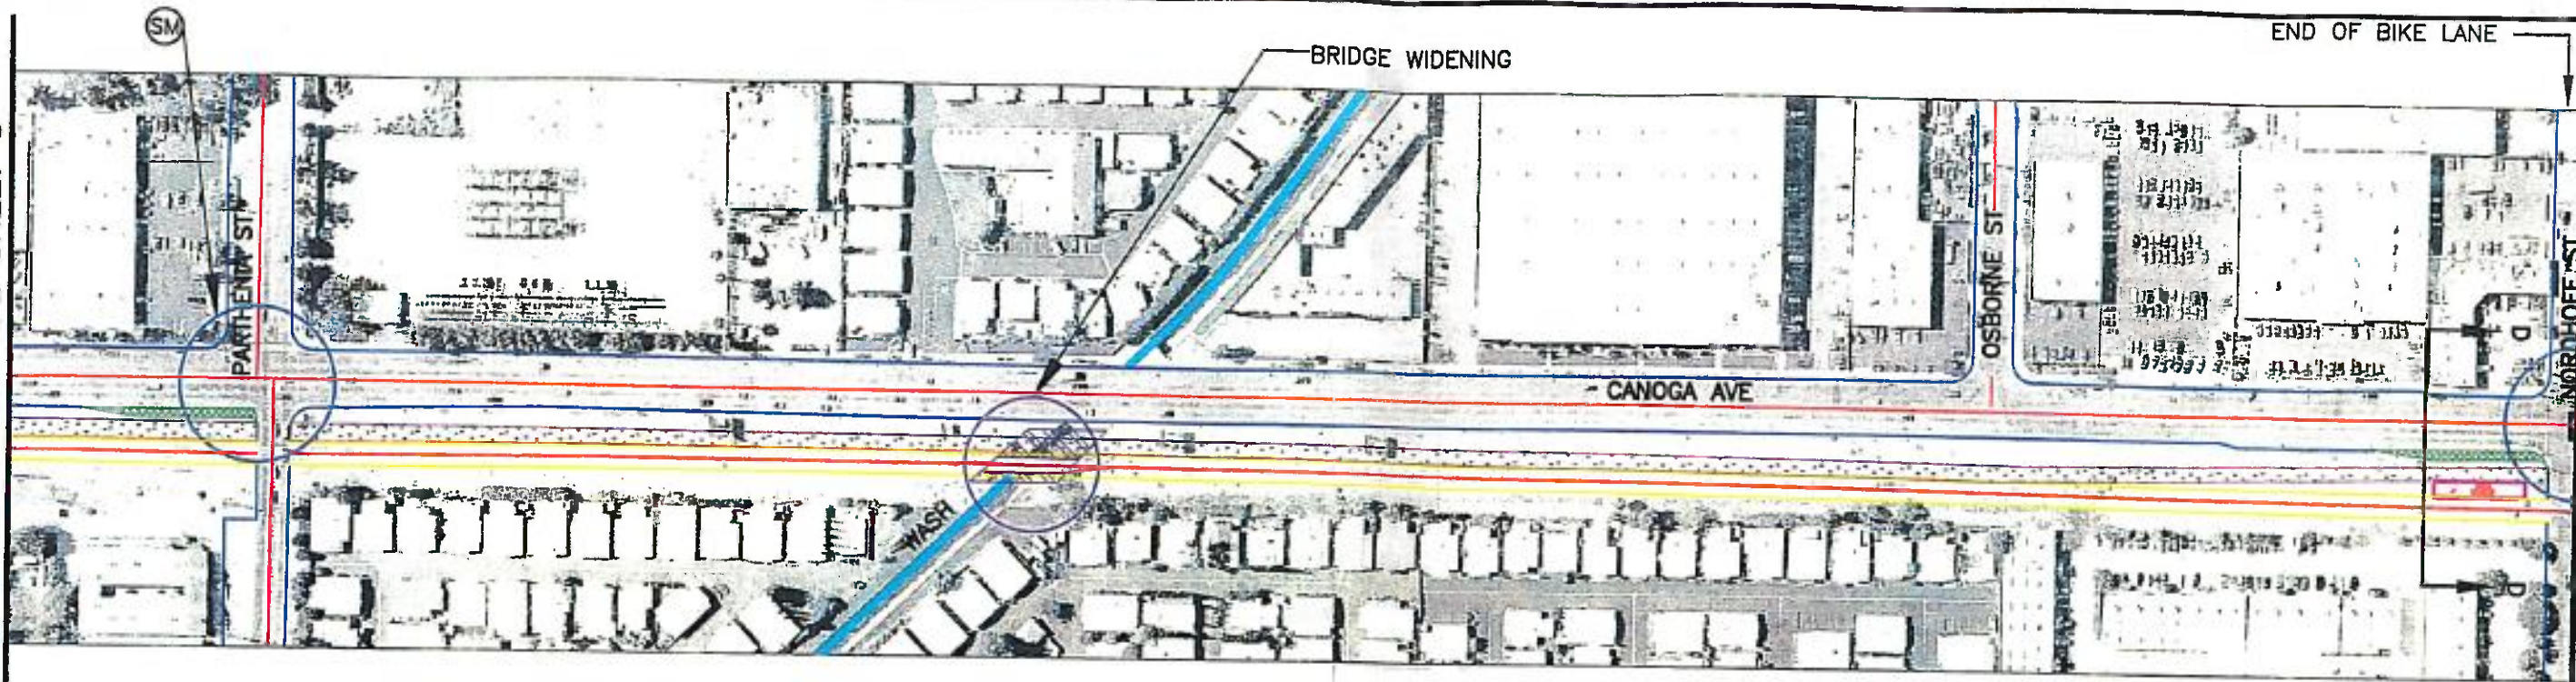 SM
BRIDGE WIDENING
END OF BIKE LANE
PARTHENIA ST
OSBORNE ST
NORDHOFF ST
D
CANOGA AVE
WASH
D